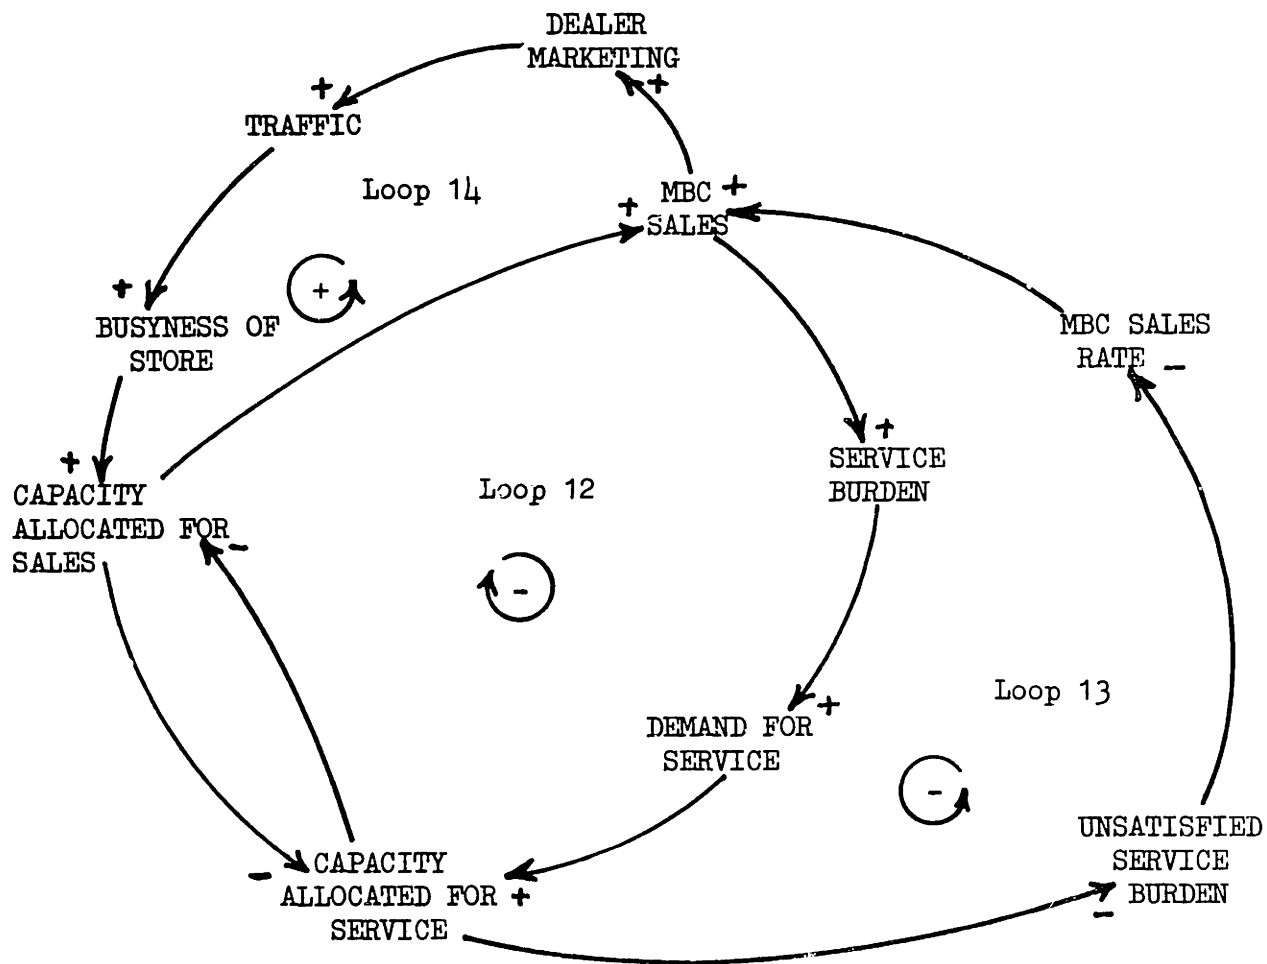 DEALER
MARKETING
+
+
TRAFFIC
Loop 14
MBC +
+
SALES
+
+
BUSYNESS OF
STORE
MBC SALES
RATE -
+
SERVICE
BURDEN
+
CAPACITY
ALLOCATED FOR
-
SALES
Loop 12
-
Loop 13
+
DEMAND FOR
SERVICE
-
UNSATISFIED
SERVICE
BURDEN
-
-
CAPACITY
ALLOCATED FOR +
SERVICE